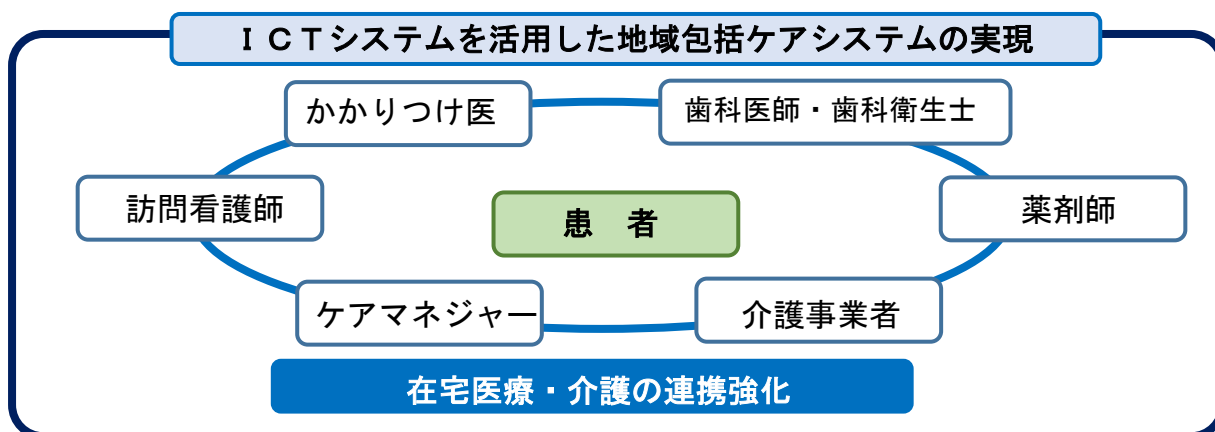 ＩＣＴシステムを活用した地域包括ケアシステムの実現
かかりつけ医
歯科医師・歯科衛生士
訪問看護師
患　者
薬剤師
ケアマネジャー
介護事業者
在宅医療・介護の連携強化